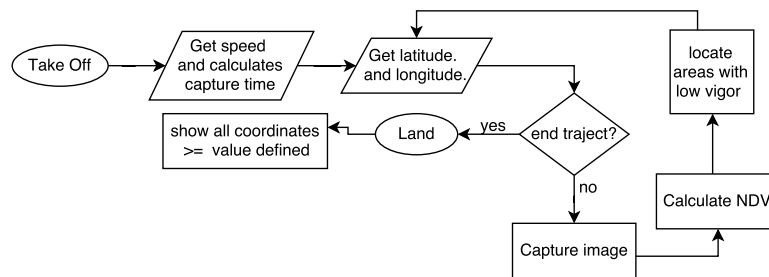 Take Off
Get speed
and calculates
capture time
Get latitude.
and longitude.
locate
areas with
low vigor
end traject?
yes
Land
show all coordinates
>= value defined
no
Capture image
Calculate NDV